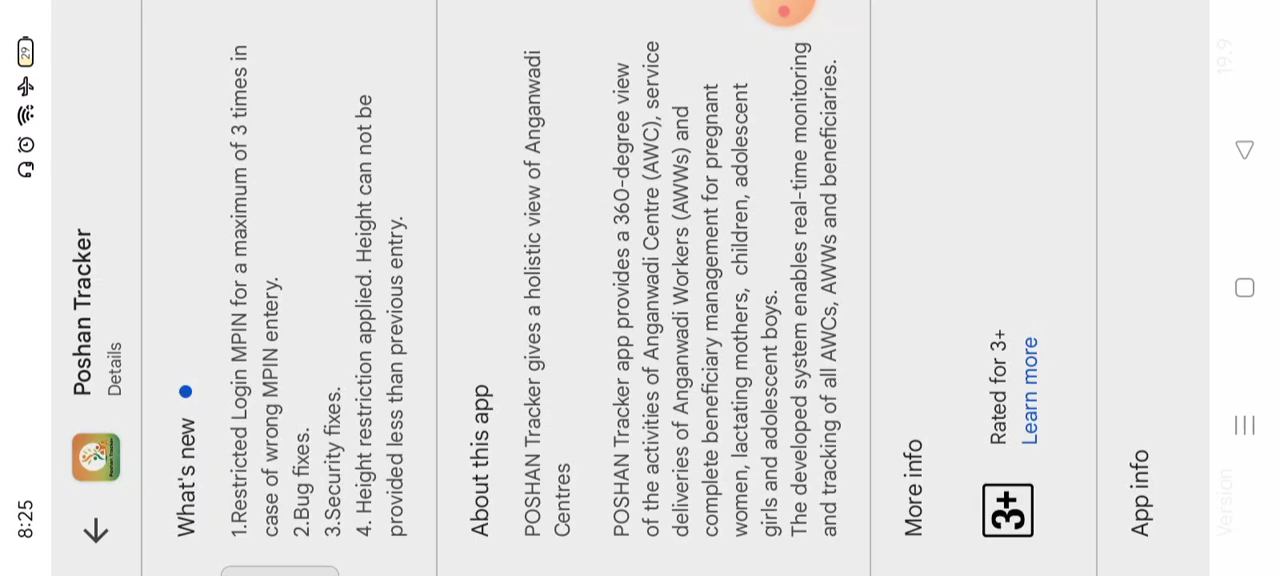 8:25
29
Poshan Tracker
Details
What's new
1.Restricted Login MPIN for a maximum of 3 times in
case of wrong MPIN entery.
2.Bug fixes.
3.Security fixes.
4. Height restriction applied. Height can not be
provided less than previous entry.
About this app
POSHAN Tracker gives a holistic view of Anganwadi
Centres
POSHAN Tracker app provides a 360-degree view
of the activities of Anganwadi Centre (AWC), service
deliveries of Anganwadi Workers (AWWs) and
complete beneficiary management for pregnant
women, lactating mothers, children, adolescent
girls and adolescent boys.
The developed system enables real-time monitoring
and tracking of all AWCs, AWWs and beneficiaries.
More info
3+
Rated for 3+
Learn more
App info
Version
19.9